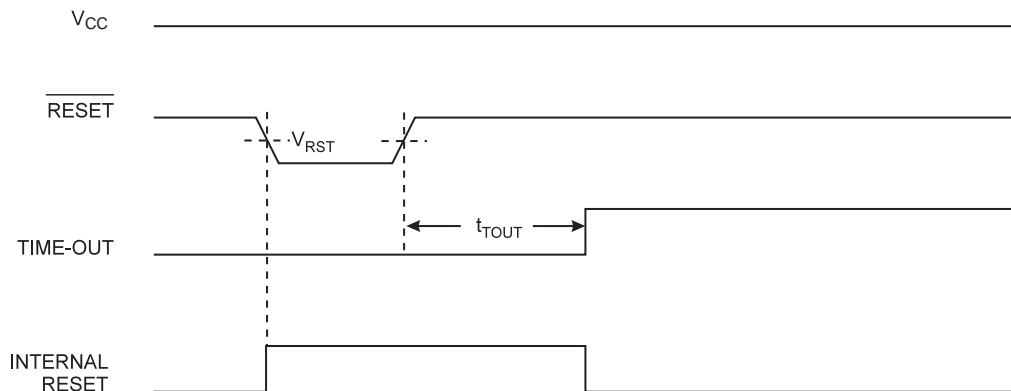 VCC
RESET
VRST
tTOUT
TIME-OUT
INTERNAL
RESET